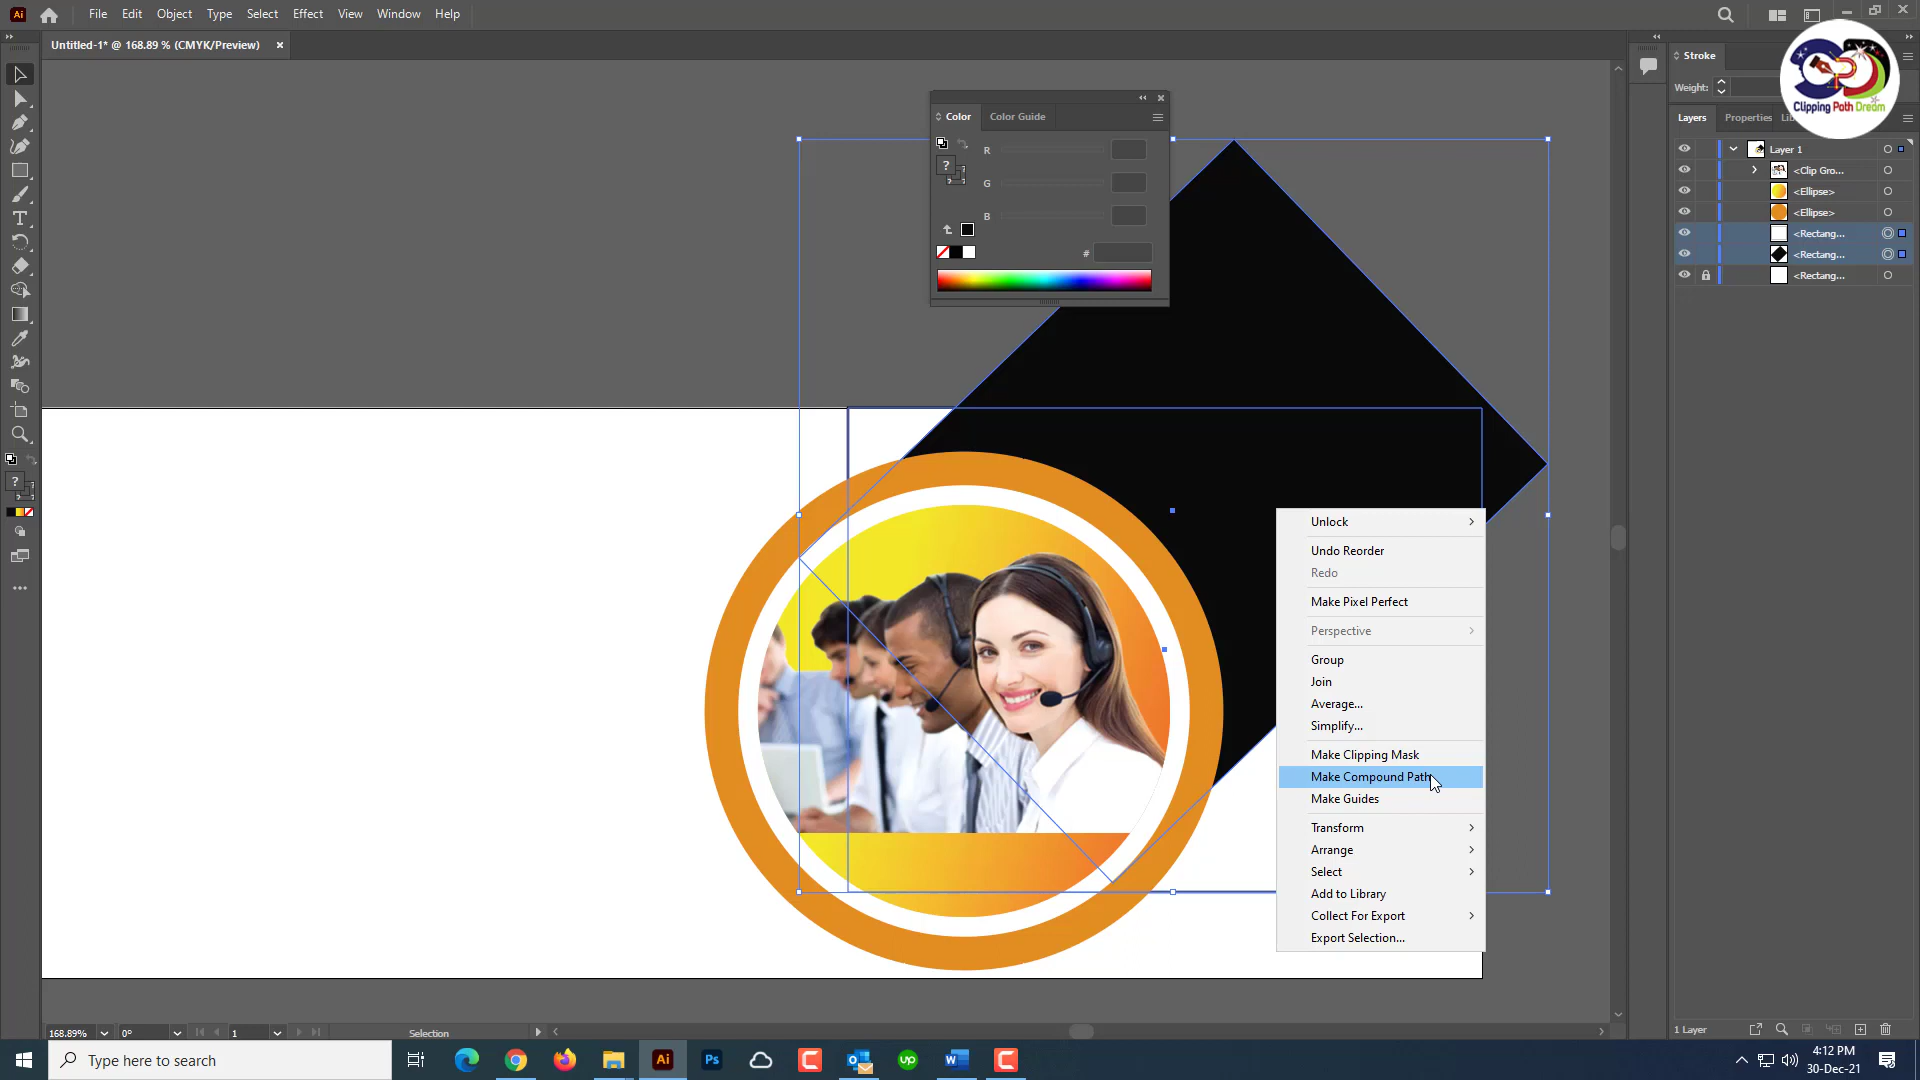 Ai File Edit Object Type Select Effect View Window Help
Untitled-1* @ 168.89 % (CMYK/Preview)
Color Color Guide
R
G
B
#
?
?
Stroke
Weight:
Clipping Path Dream
Layers Properties
Layer 1
<Clip Gro...
<Ellipse>
<Ellipse>
<Rectang...
<Rectang...
<Rectang...
Unlock
Undo Reorder
Redo
Make Pixel Perfect
Perspective
Group
Join
Average...
Simplify...
Make Clipping Mask
Make Compound Path
Make Guides
Transform
Arrange
Select
Add to Library
Collect For Export
Export Selection...
168.89% 0° 1 Selection
1 Layer
Type here to search
Ai Ps up
4:12 PM
30-Dec-21